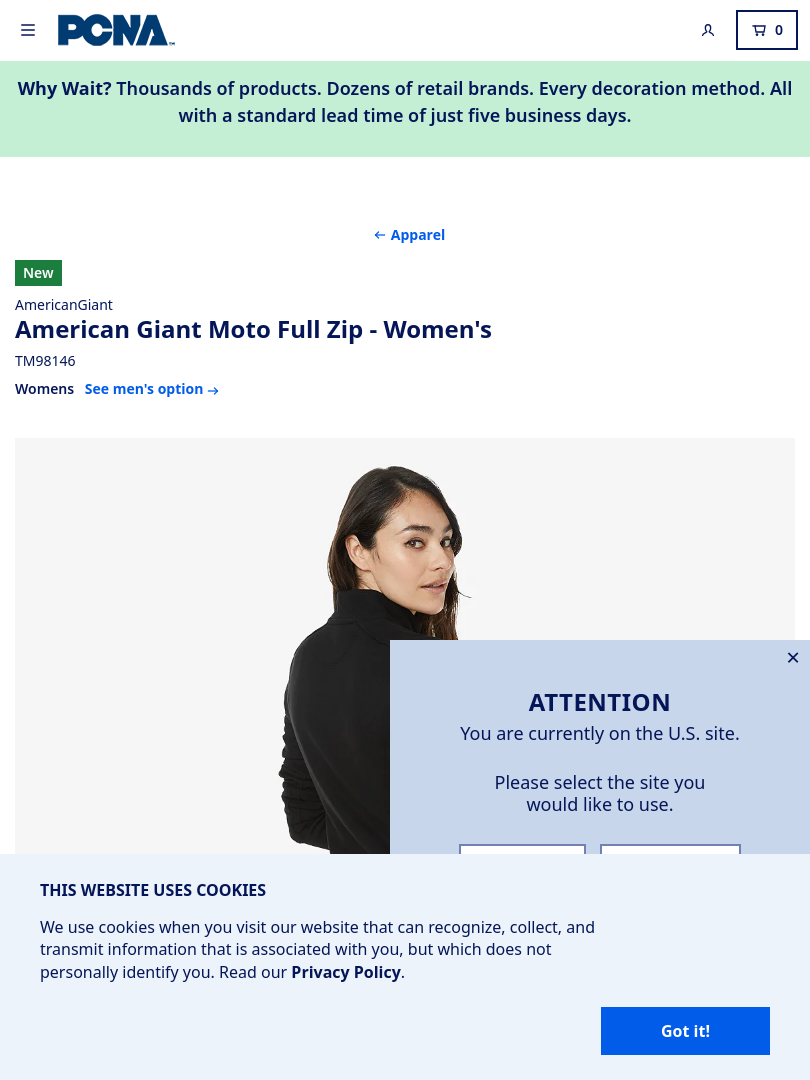 PCNA
0
Why Wait? Thousands of products. Dozens of retail brands. Every decoration method. All
with a standard lead time of just five business days.
← Apparel
New
AmericanGiant
American Giant Moto Full Zip - Women's
TM98146
Womens See men's option →
ATTENTION
You are currently on the U.S. site.
Please select the site you
would like to use.
THIS WEBSITE USES COOKIES
We use cookies when you visit our website that can recognize, collect, and
transmit information that is associated with you, but which does not
personally identify you. Read our Privacy Policy.
Got it!